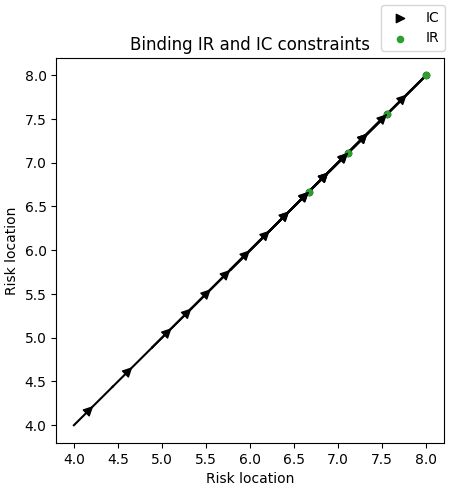 IC
IR
Binding IR and IC constraints
8.0
7.5
7.0
6.5
6.0
5.5
5.0
4.5
4.0
Risk location
4.0 4.5 5.0 5.5 6.0 6.5 7.0 7.5 8.0
Risk location